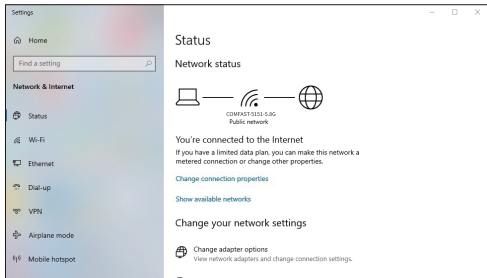 Settings
Home
Find a setting
Network & Internet
Status
Wi-Fi
Ethernet
Dial-up
VPN
Airplane mode
Mobile hotspot
Status
Network status
COMFAST-5151-5.8G
Public network
You're connected to the Internet
If you have a limited data plan, you can make this network a
metered connection or change other properties.
Change connection properties
Show available networks
Change your network settings
Change adapter options
View network adapters and change connection settings.